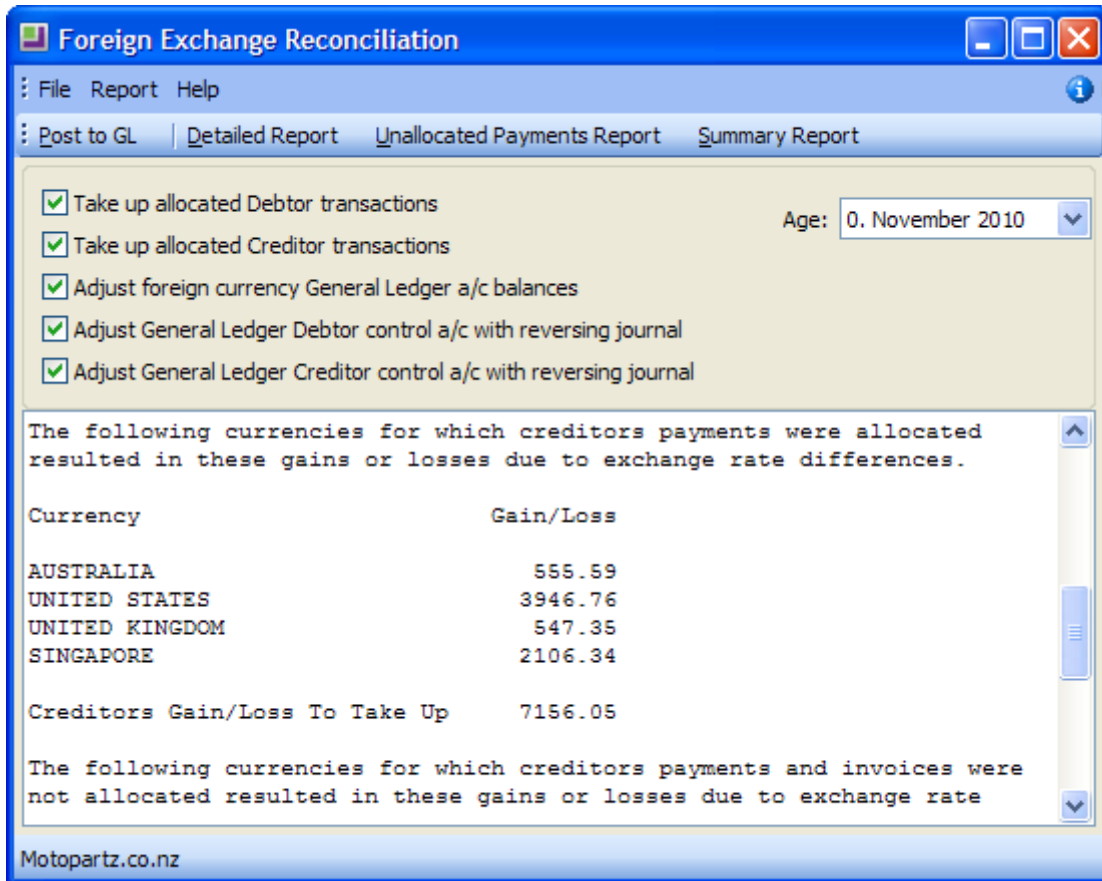 Foreign Exchange Reconciliation
File Report Help
Post to GL Detailed Report Unallocated Payments Report Summary Report
Take up allocated Debtor transactions
Age: 0. November 2010
Take up allocated Creditor transactions
Adjust foreign currency General Ledger a/c balances
Adjust General Ledger Debtor control a/c with reversing journal
Adjust General Ledger Creditor control a/c with reversing journal
The following currencies for which creditors payments were allocated
resulted in these gains or losses due to exchange rate differences.
Currency Gain/Loss
AUSTRALIA 555.59
UNITED STATES 3946.76
UNITED KINGDOM 547.35
SINGAPORE 2106.34
Creditors Gain/Loss To Take Up 7156.05
The following currencies for which creditors payments and invoices were
not allocated resulted in these gains or losses due to exchange rate
Motopartz.co.nz